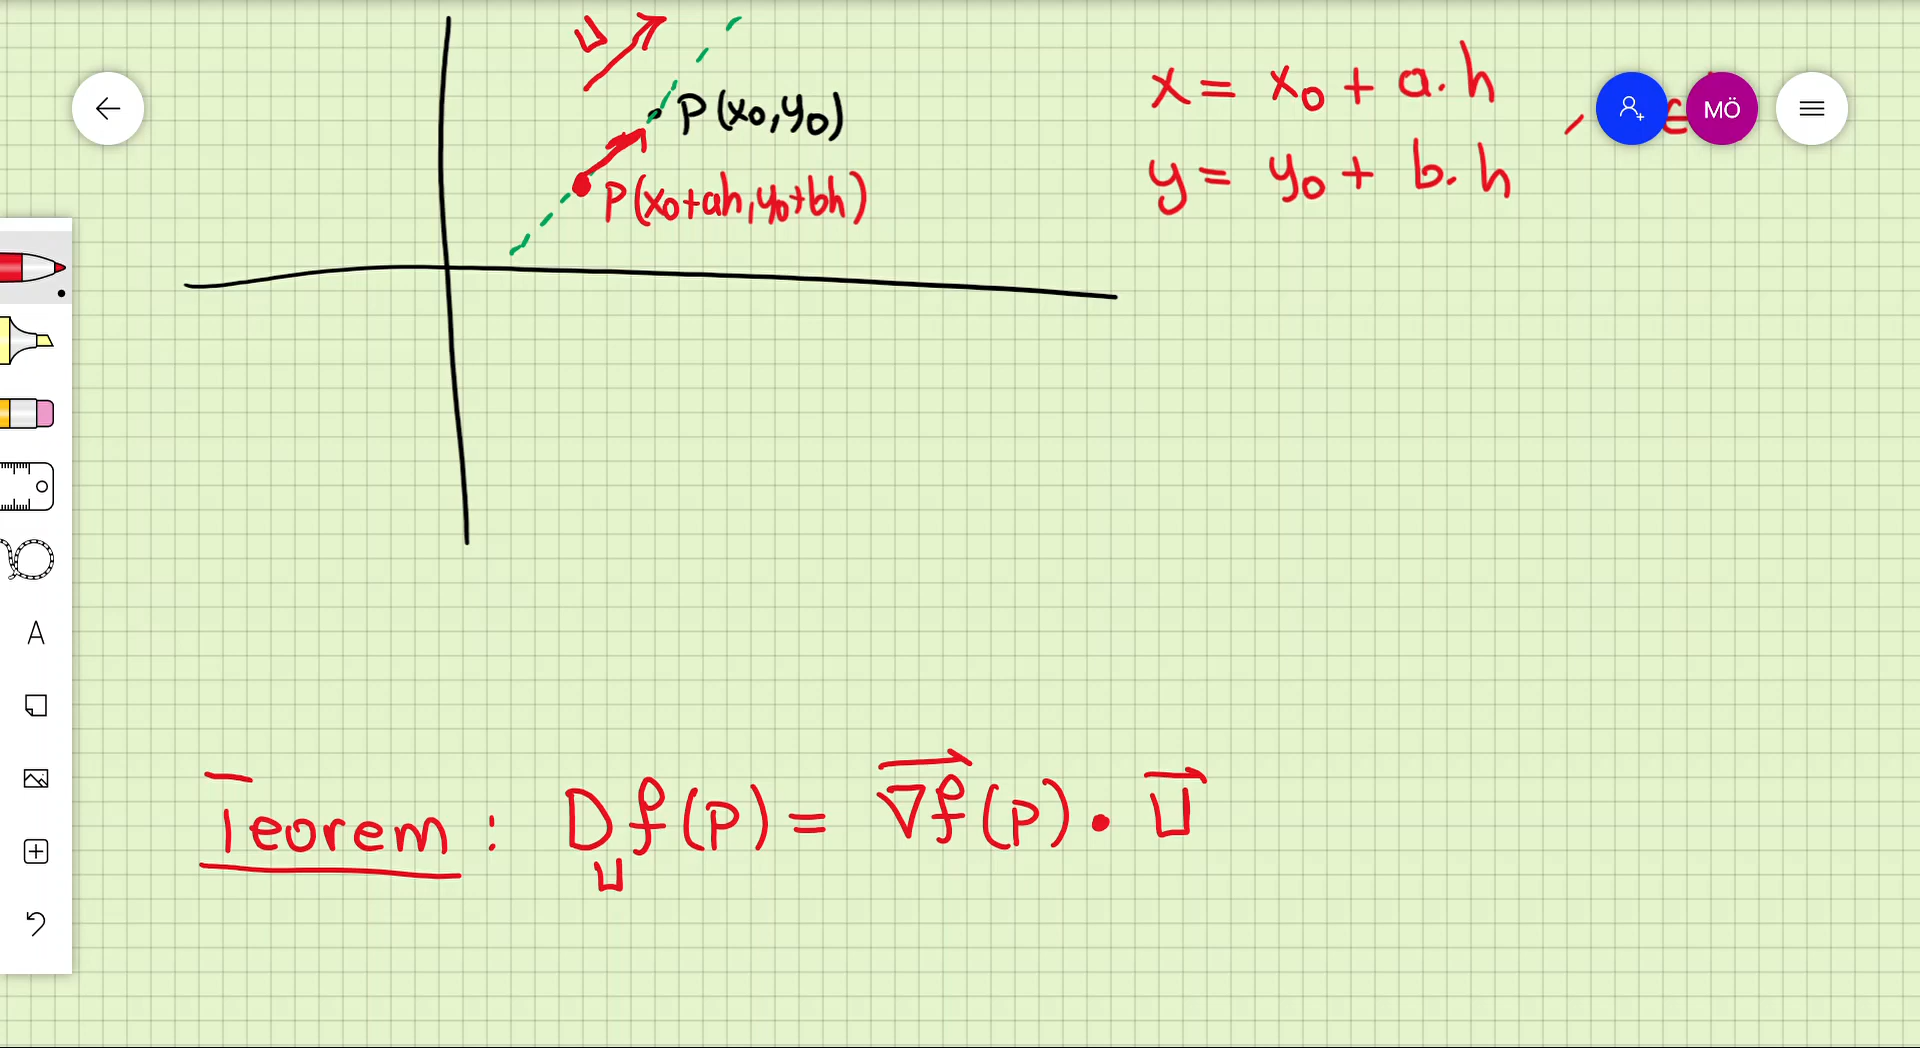 u
P(x₀,y₀)
P(x₀+ah,y₀+bh)
x = x₀ + a.h
y = y₀ + b.h
MÖ
A
Teorem : Dᵤf(p) = ∇f(p) • u